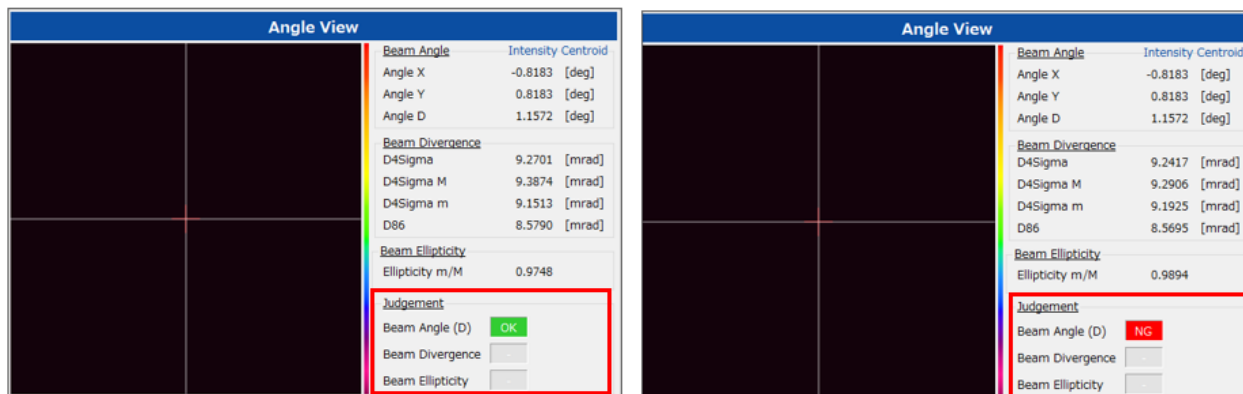 Angle View
Beam Angle Intensity Centroid
Angle X -0.8183 [deg]
Angle Y 0.8183 [deg]
Angle D 1.1572 [deg]
Beam Divergence
D4Sigma 9.2701 [mrad]
D4Sigma M 9.3874 [mrad]
D4Sigma m 9.1513 [mrad]
D86 8.5790 [mrad]
Beam Ellipticity
Ellipticity m/M 0.9748
Judgement
Beam Angle (D) OK
Beam Divergence -
Beam Ellipticity -
Angle View
Beam Angle Intensity Centroid
Angle X -0.8183 [deg]
Angle Y 0.8183 [deg]
Angle D 1.1572 [deg]
Beam Divergence
D4Sigma 9.2417 [mrad]
D4Sigma M 9.2906 [mrad]
D4Sigma m 9.1925 [mrad]
D86 8.5695 [mrad]
Beam Ellipticity
Ellipticity m/M 0.9894
Judgement
Beam Angle (D) NG
Beam Divergence -
Beam Ellipticity -